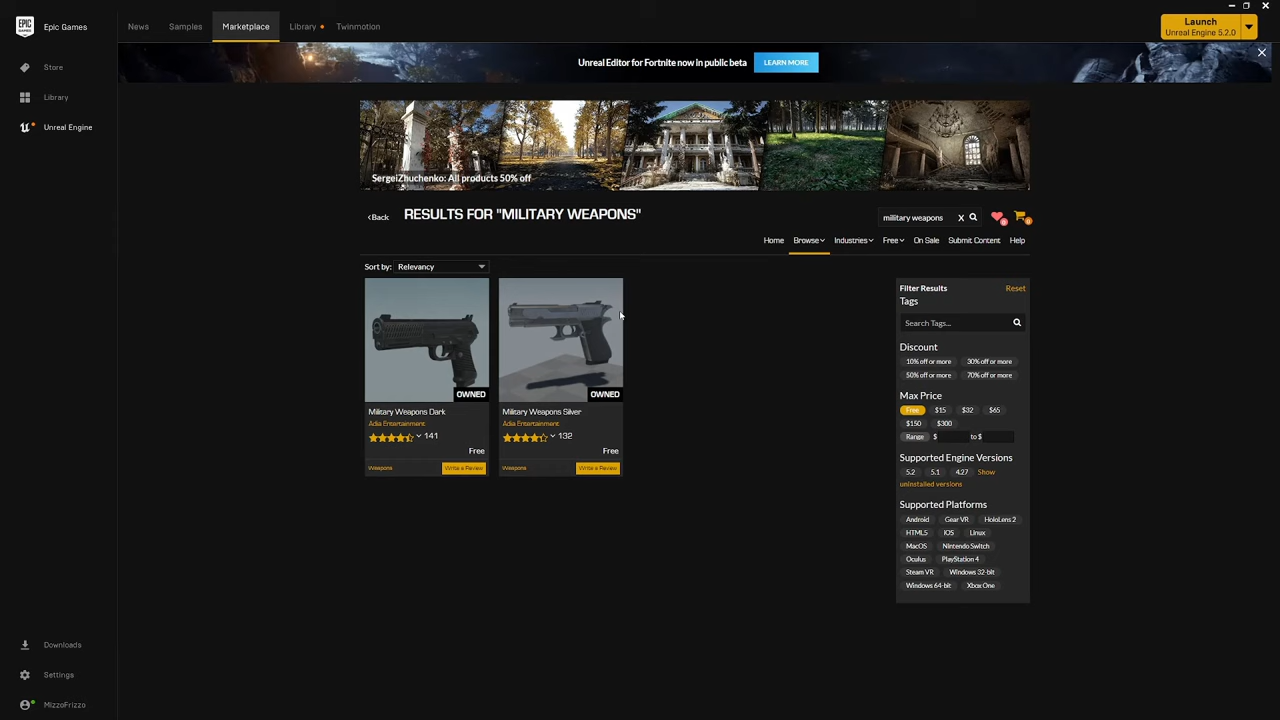 EPIC GAMES
Epic Games
News
Samples
Marketplace
Library
Twinmotion
Launch
Unreal Engine 5.2.0
Store
Library
Unreal Engine
Unreal Editor for Fortnite now in public beta
LEARN MORE
SergeiZhuchenko: All products 50% off
Back
RESULTS FOR "MILITARY WEAPONS"
military weapons
X
0
0
Home
Browse
Industries
Free
On Sale
Submit Content
Help
Sort by:
Relevancy
OWNED
Military Weapons Dark
Adia Entertainment
141
Free
Weapons
Write a Review
OWNED
Military Weapons Silver
Adia Entertainment
132
Free
Weapons
Write a Review
Filter Results
Reset
Tags
Search Tags...
Discount
10% off or more
30% off or more
50% off or more
70% off or more
Max Price
Free
$15
$32
$65
$150
$300
Range
$
to $
Supported Engine Versions
5.2
5.1
4.27
Show
uninstalled versions
Supported Platforms
Android
Gear VR
HoloLens 2
HTML5
iOS
Linux
MacOS
Nintendo Switch
Oculus
PlayStation 4
Steam VR
Windows 32-bit
Windows 64-bit
Xbox One
Downloads
Settings
MizzoFrizzo